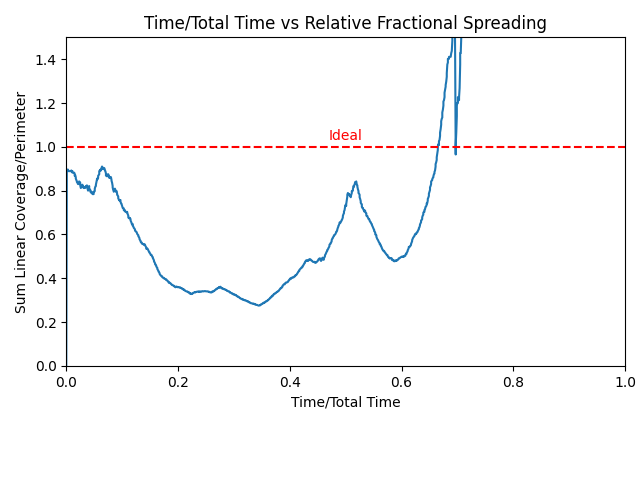 Time/Total Time vs Relative Fractional Spreading
Sum Linear Coverage/Perimeter
1.4
1.2
1.0
0.8
0.6
0.4
0.2
0.0
Ideal
0.0 0.2 0.4 0.6 0.8 1.0
Time/Total Time